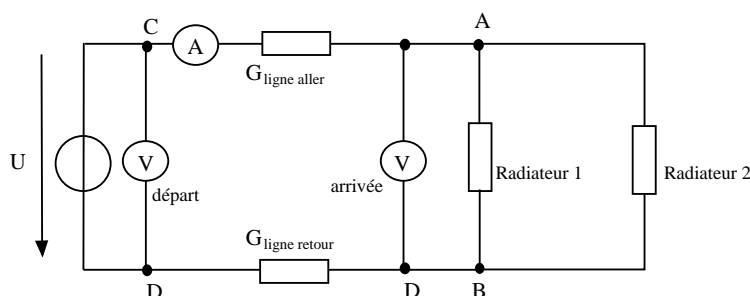 C
A
A
G ligne aller
U
V
départ
V
arrivée
Radiateur 1
Radiateur 2
G ligne retour
D
D
B